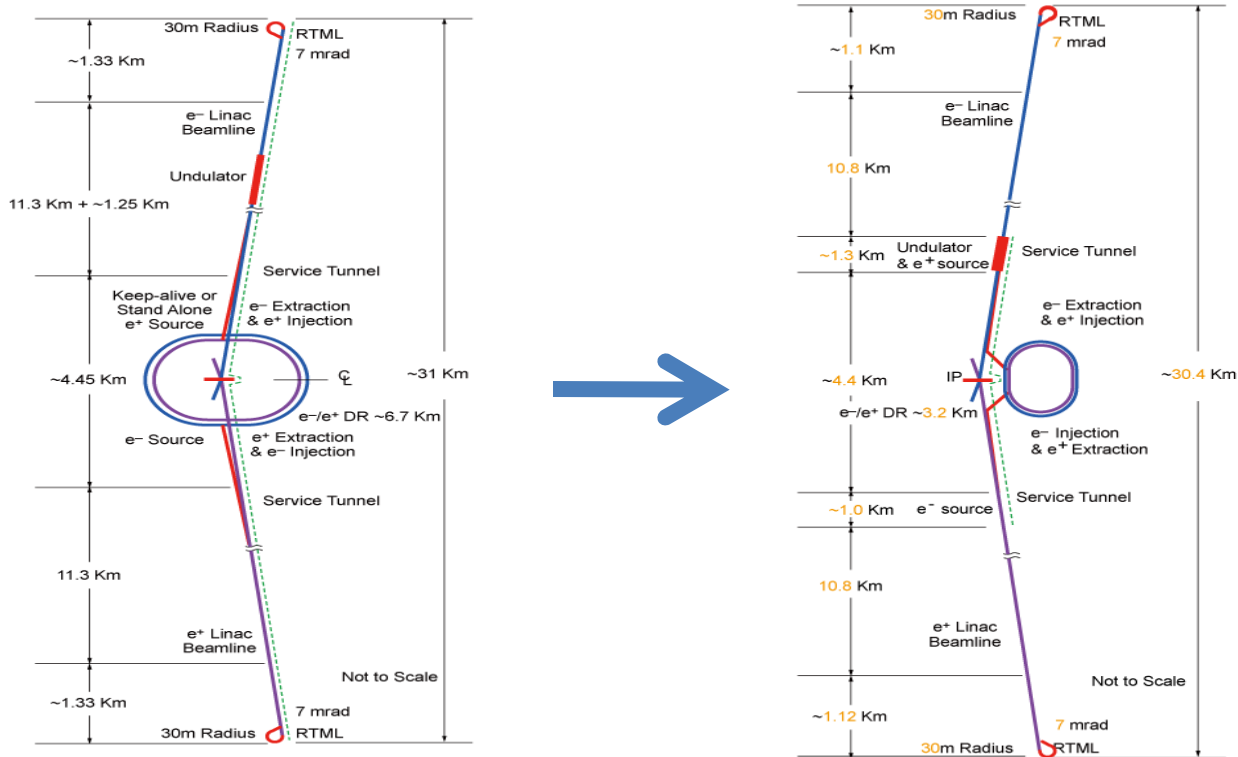 30m Radius
RTML
7 mrad
~1.33 Km
e– Linac
Beamline
Undulator
11.3 Km + ~1.25 Km
Service Tunnel
Keep-alive or
Stand Alone
e+ Source
e– Extraction
& e+ Injection
~4.45 Km
~31 Km
C
L
e–/e+ DR ~6.7 Km
e– Source
e+ Extraction
& e– Injection
Service Tunnel
11.3 Km
e+ Linac
Beamline
~1.33 Km
Not to Scale
7 mrad
30m Radius
RTML
30m Radius
RTML
7 mrad
~1.1 Km
e– Linac
Beamline
10.8 Km
~1.3 Km
Undulator
& e+ source
Service Tunnel
e– Extraction
& e+ Injection
IP
~4.4 Km
~30.4 Km
e–/e+ DR ~3.2 Km
e– Injection
& e+ Extraction
Service Tunnel
~1.0 Km
e- source
10.8 Km
e+ Linac
Beamline
Not to Scale
~1.12 Km
7 mrad
30m Radius
RTML